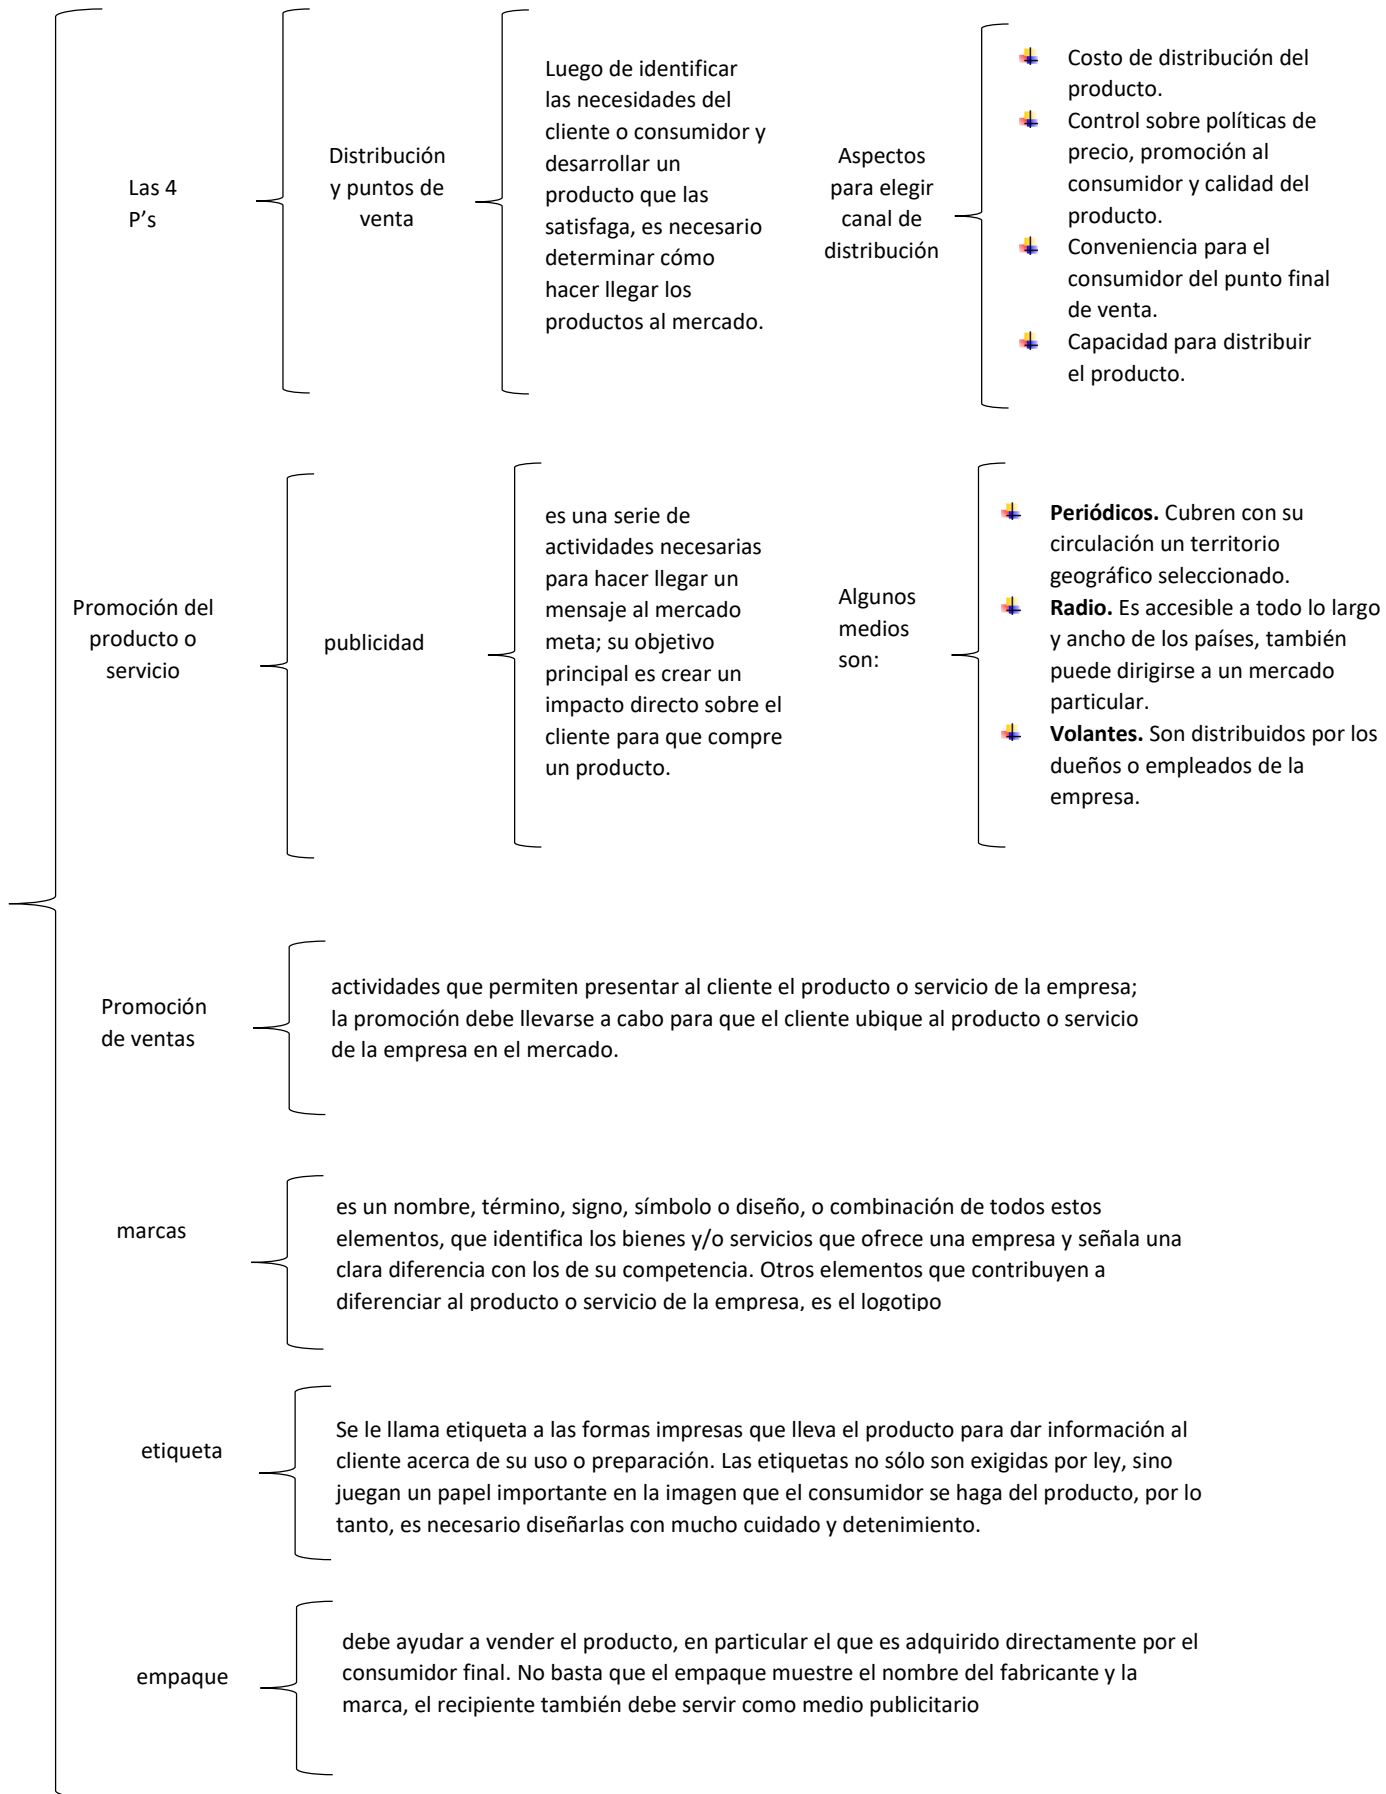 Las 4
P's
Distribución
y puntos de
venta
Luego de identificar
las necesidades del
cliente o consumidor y
desarrollar un
producto que las
satisfaga, es necesario
determinar cómo
hacer llegar los
productos al mercado.
Aspectos
para elegir
canal de
distribución
Costo de distribución del
producto.
Control sobre políticas de
precio, promoción al
consumidor y calidad del
producto.
Conveniencia para el
consumidor del punto final
de venta.
Capacidad para distribuir
el producto.
Promoción del
producto o
servicio
publicidad
es una serie de
actividades necesarias
para hacer llegar un
mensaje al mercado
meta; su objetivo
principal es crear un
impacto directo sobre el
cliente para que compre
un producto.
Algunos
medios
son:
Periódicos. Cubren con su
circulación un territorio
geográfico seleccionado.
Radio. Es accesible a todo lo largo
y ancho de los países, también
puede dirigirse a un mercado
particular.
Volantes. Son distribuidos por los
dueños o empleados de la
empresa.
Promoción
de ventas
actividades que permiten presentar al cliente el producto o servicio de la empresa;
la promoción debe llevarse a cabo para que el cliente ubique al producto o servicio
de la empresa en el mercado.
marcas
es un nombre, término, signo, símbolo o diseño, o combinación de todos estos
elementos, que identifica los bienes y/o servicios que ofrece una empresa y señala una
clara diferencia con los de su competencia. Otros elementos que contribuyen a
diferenciar al producto o servicio de la empresa, es el logotipo
etiqueta
Se le llama etiqueta a las formas impresas que lleva el producto para dar información al
cliente acerca de su uso o preparación. Las etiquetas no sólo son exigidas por ley, sino
juegan un papel importante en la imagen que el consumidor se haga del producto, por lo
tanto, es necesario diseñarlas con mucho cuidado y detenimiento.
empaque
debe ayudar a vender el producto, en particular el que es adquirido directamente por el
consumidor final. No basta que el empaque muestre el nombre del fabricante y la
marca, el recipiente también debe servir como medio publicitario